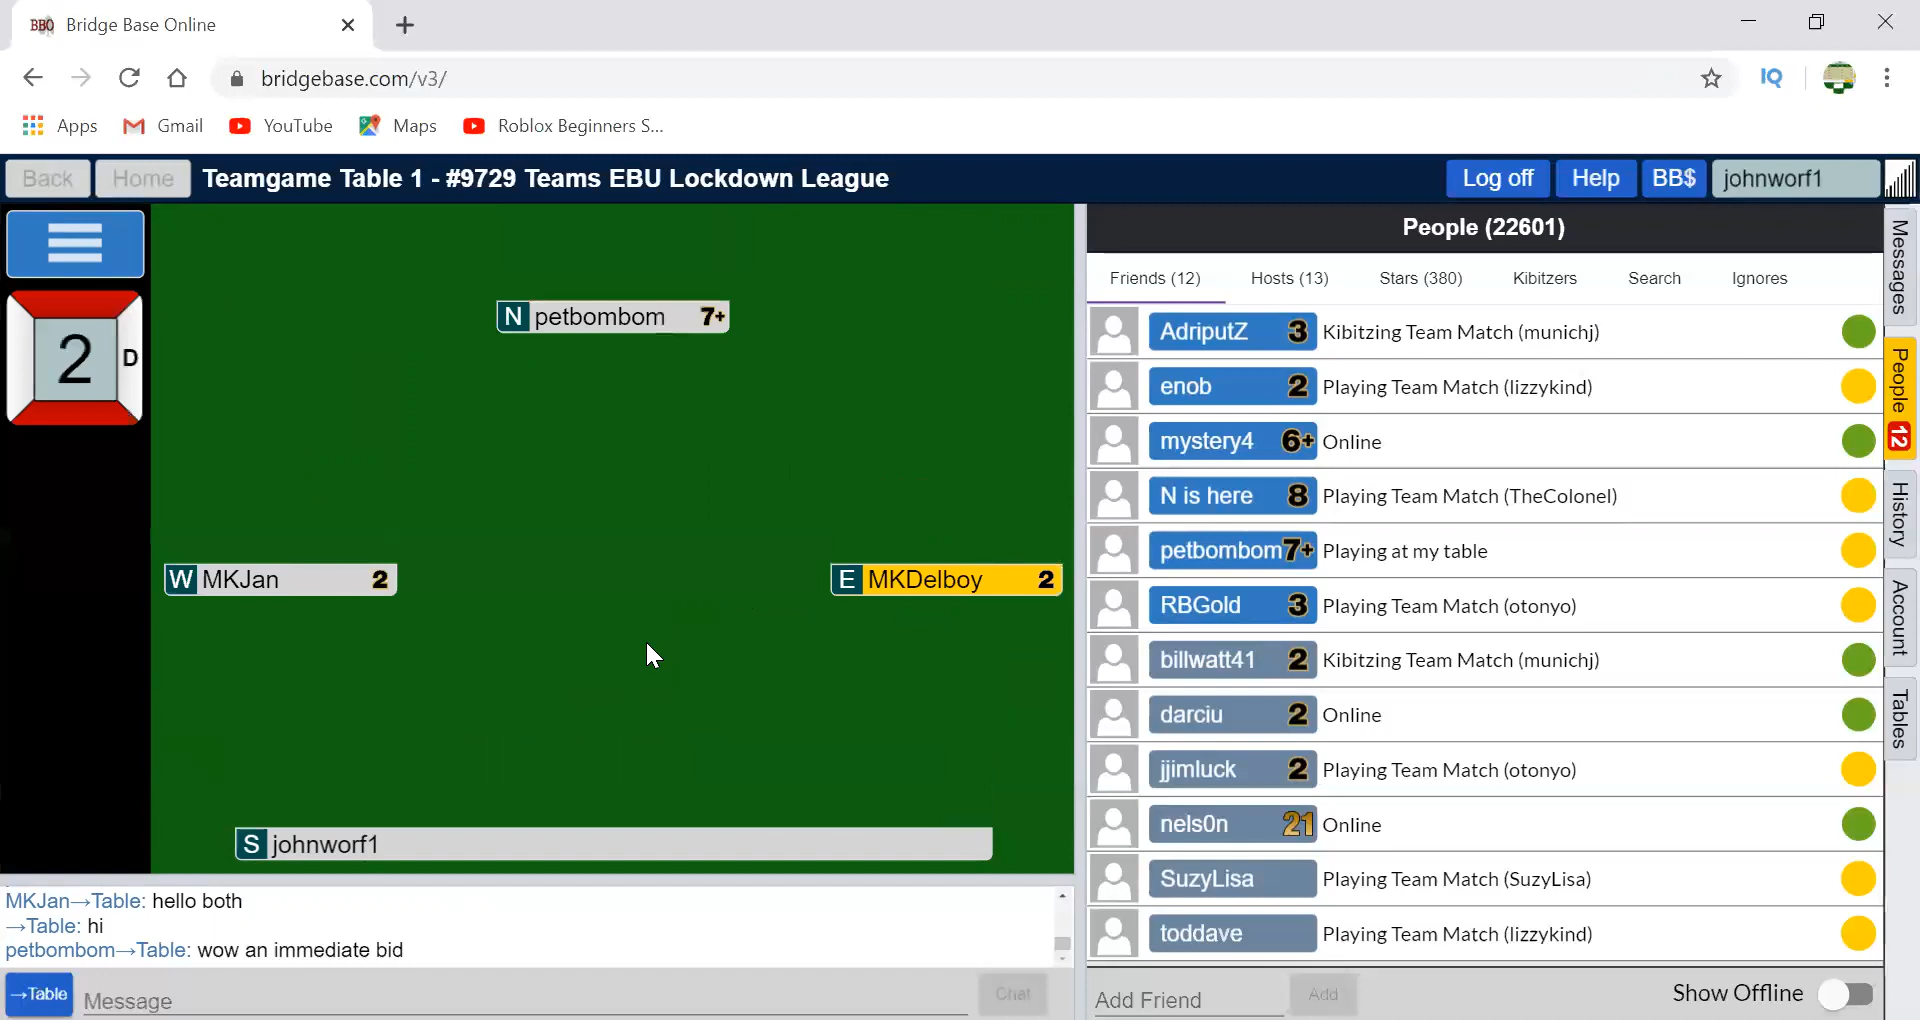 BBO Bridge Base Online
bridgebase.com/v3/
IQ
Apps Gmail YouTube Maps Roblox Beginners S...
Back Home Teamgame Table 1 - #9729 Teams EBU Lockdown League Log off Help BB$ johnworf1
2 D
N petbombom 7+
W MKJan 2
E MKDelboy 2
S johnworf1
MKJan→Table: hello both
→Table: hi
petbombom→Table: wow an immediate bid
→Table Message Chat
People (22601)
Friends (12) Hosts (13) Stars (380) Kibitzers Search Ignores
AdriputZ 3 Kibitzing Team Match (munichj)
enob 2 Playing Team Match (lizzykind)
mystery4 6+ Online
N is here 8 Playing Team Match (TheColonel)
petbombom 7+ Playing at my table
RBGold 3 Playing Team Match (otonyo)
billwatt41 2 Kibitzing Team Match (munichj)
darciu 2 Online
jjimluck 2 Playing Team Match (otonyo)
nels0n 21 Online
SuzyLisa Playing Team Match (SuzyLisa)
toddave Playing Team Match (lizzykind)
Add Friend Add Show Offline
Messages
People 12
History
Account
Tables